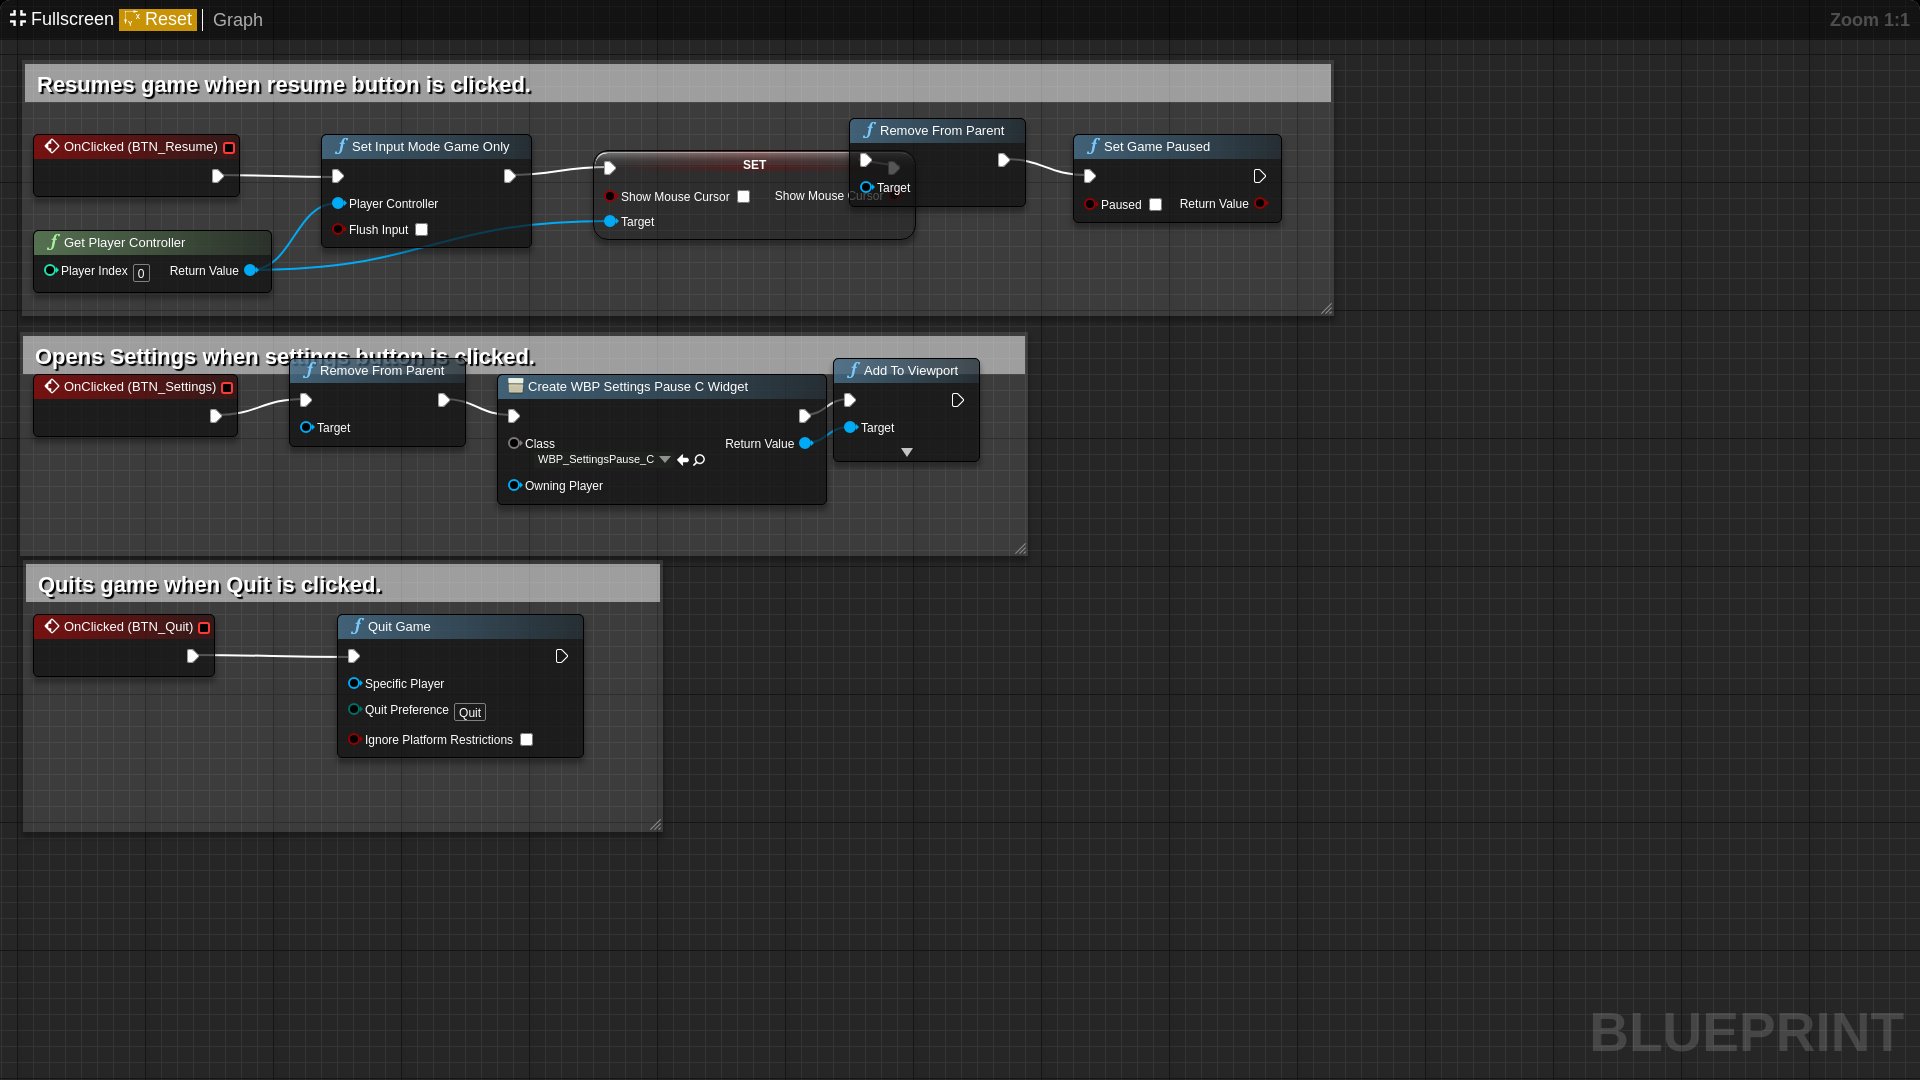 Fullscreen Reset Graph Zoom 1:1
Resumes game when resume button is clicked.
OnClicked (BTN_Resume)
Set Input Mode Game Only
Player Controller
Flush Input
Get Player Controller
Player Index 0 Return Value
SET
Show Mouse Cursor Show Mouse Cursor
Target
Remove From Parent
Target
Set Game Paused
Paused Return Value
Opens Settings when settings button is clicked.
OnClicked (BTN_Settings)
Remove From Parent
Target
Create WBP Settings Pause C Widget
Class Return Value
WBP_SettingsPause_C
Owning Player
Add To Viewport
Target
Quits game when Quit is clicked.
OnClicked (BTN_Quit)
Quit Game
Specific Player
Quit Preference Quit
Ignore Platform Restrictions
BLUEPRINT